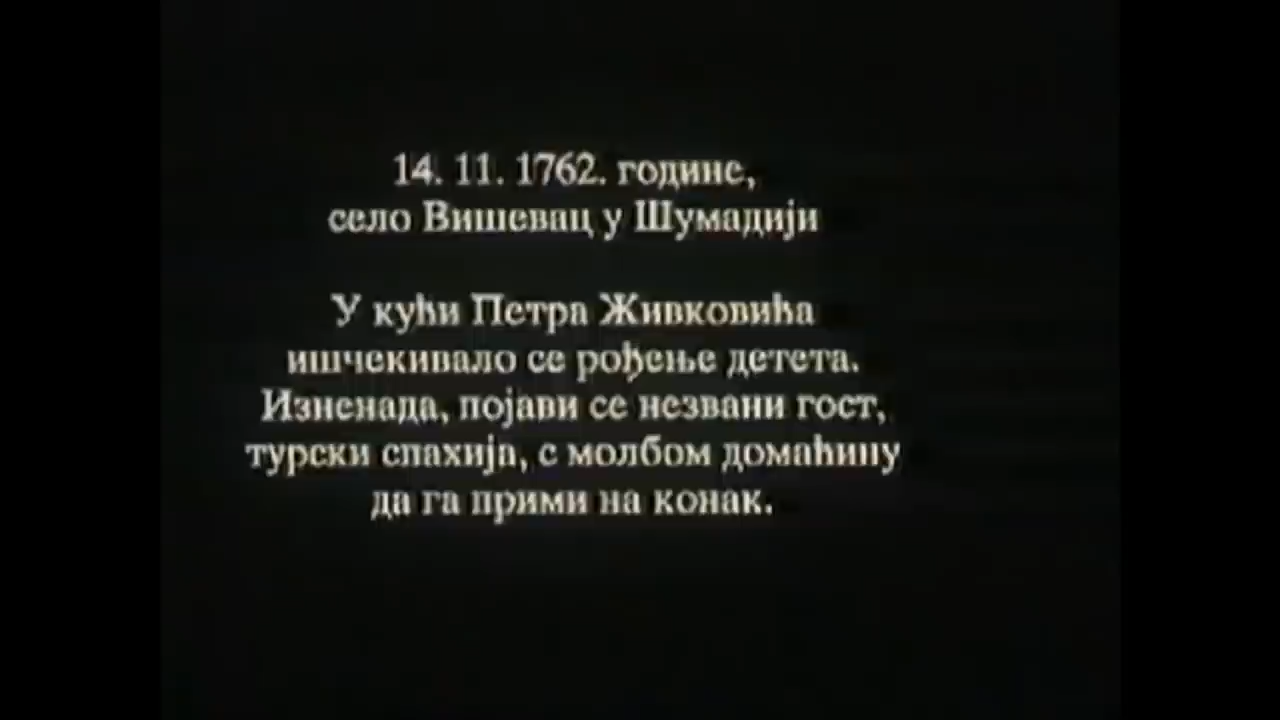 14. 11. 1762. године,
село Вишевац у Шумадији
У кући Петра Живковића
ишчекивало се рођење детета.
Изненада, појави се незвани гост,
турски спахија, с молбом домаћину
да га прими на конак.